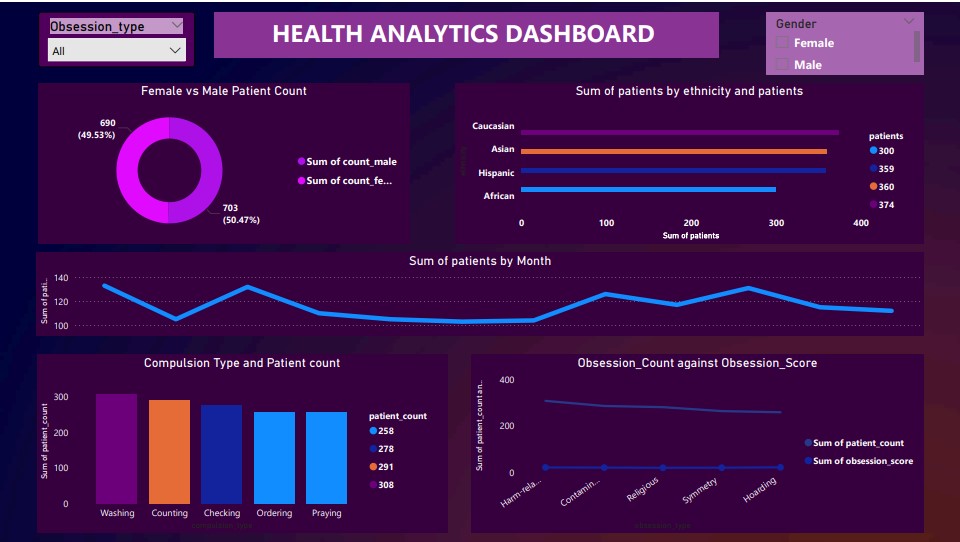 Obsession_type
All
HEALTH ANALYTICS DASHBOARD
Gender
Female
Male
Female vs Male Patient Count
690
(49.53%)
703
(50.47%)
Sum of count_male
Sum of count_fe...
Sum of patients by ethnicity and patients
Caucasian
Asian
Hispanic
African
0 100 200 300 400
Sum of patients
patients
300
359
360
374
Sum of patients by Month
Sum of pati...
140
120
100
Compulsion Type and Patient count
Sum of patient_count
300
200
100
0
Washing Counting Checking Ordering Praying
compulsion_type
patient_count
258
278
291
308
Obsession_Count against Obsession_Score
Sum of patient_count an...
400
200
0
Harm-rela... Contamin... Religious Symmetry Hoarding
obsession_type
Sum of patient_count
Sum of obsession_score